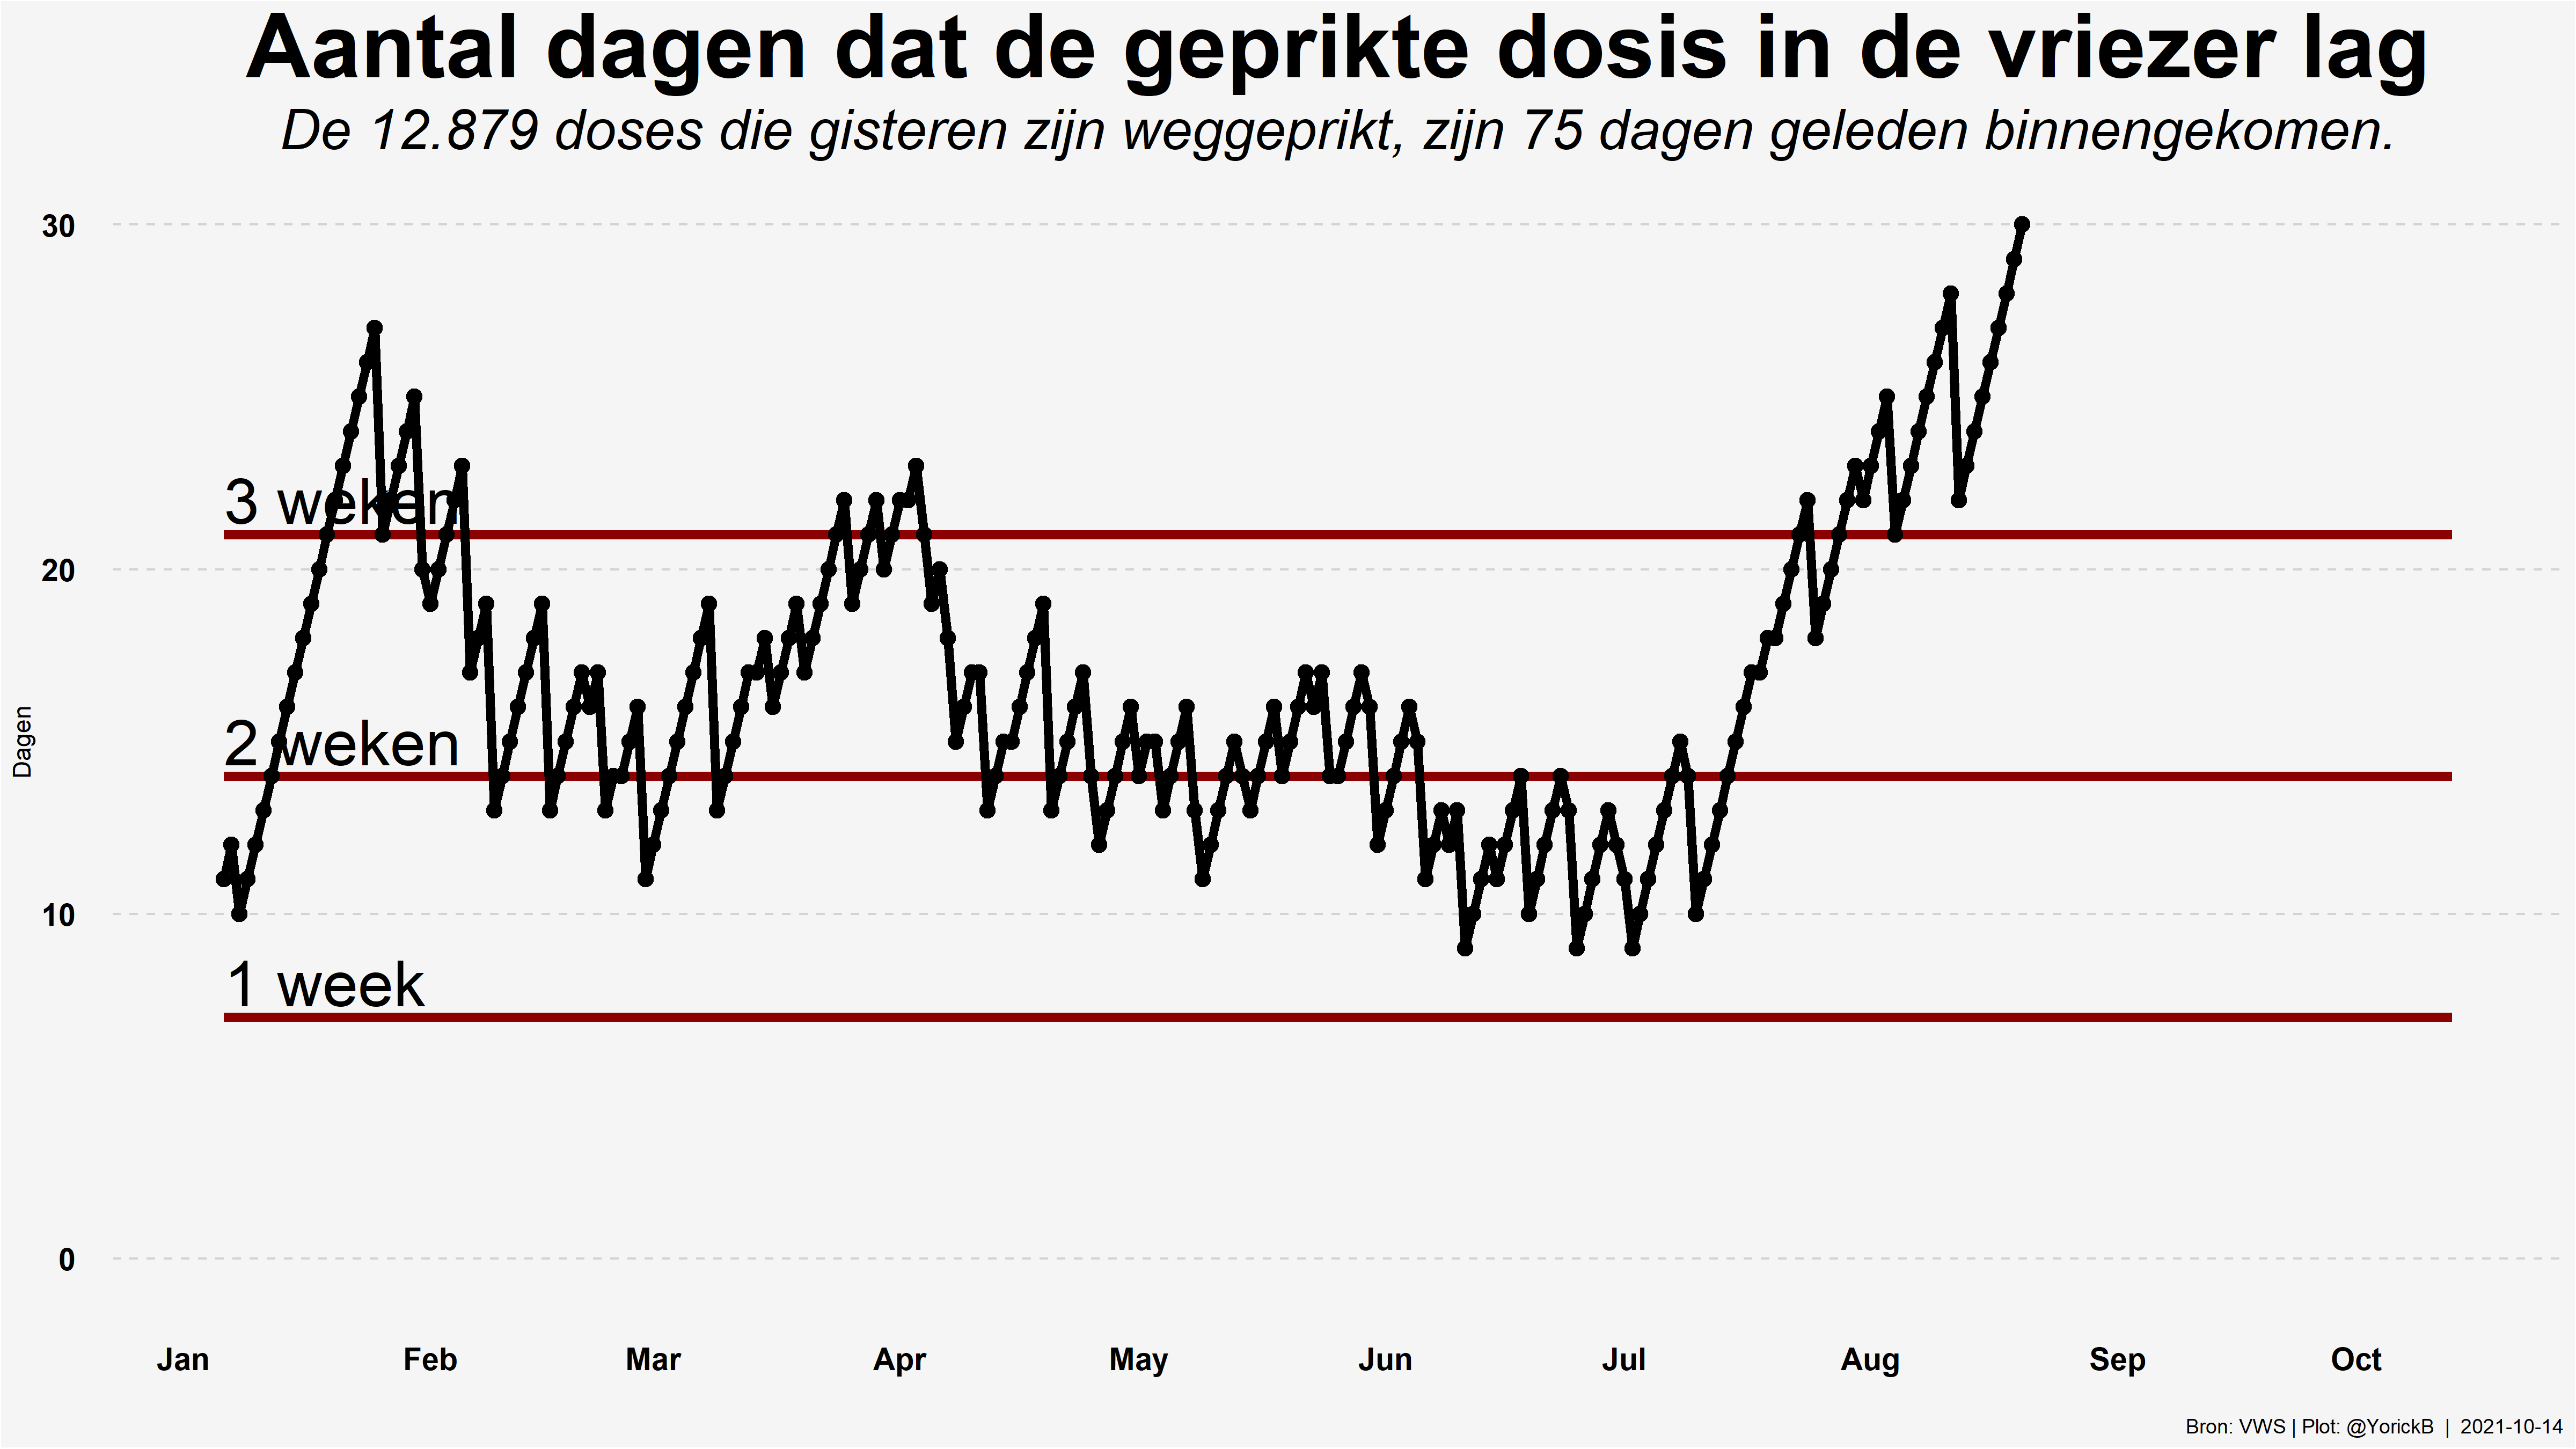 Aantal dagen dat de geprikte dosis in de vriezer lag
De 12.879 doses die gisteren zijn weggeprikt, zijn 75 dagen geleden binnengekomen.
30
20
10
0
Dagen
3 weken
2 weken
1 week
Jan Feb Mar Apr May Jun Jul Aug Sep Oct
Bron: VWS | Plot: @YorickB | 2021-10-14